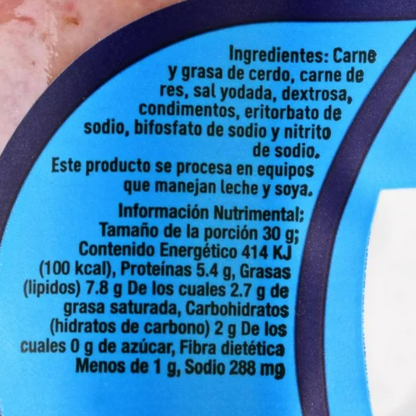 Ingredientes: Carne
y grasa de cerdo, carne de
res, sal yodada, dextrosa,
condimentos, eritorbato de
sodio, bifosfato de sodio y nitrito
de sodio.
Este producto se procesa en equipos
que manejan leche y soya.
Información Nutrimental:
Tamaño de la porción 30 g;
Contenido Energético 414 KJ
(100 kcal), Proteínas 5.4 g, Grasas
(lipidos) 7.8 g De los cuales 2.7 g de
grasa saturada, Carbohidratos
(hidratos de carbono) 2 g De los
cuales 0 g de azúcar, Fibra dietética
Menos de 1 g, Sodio 288 mg